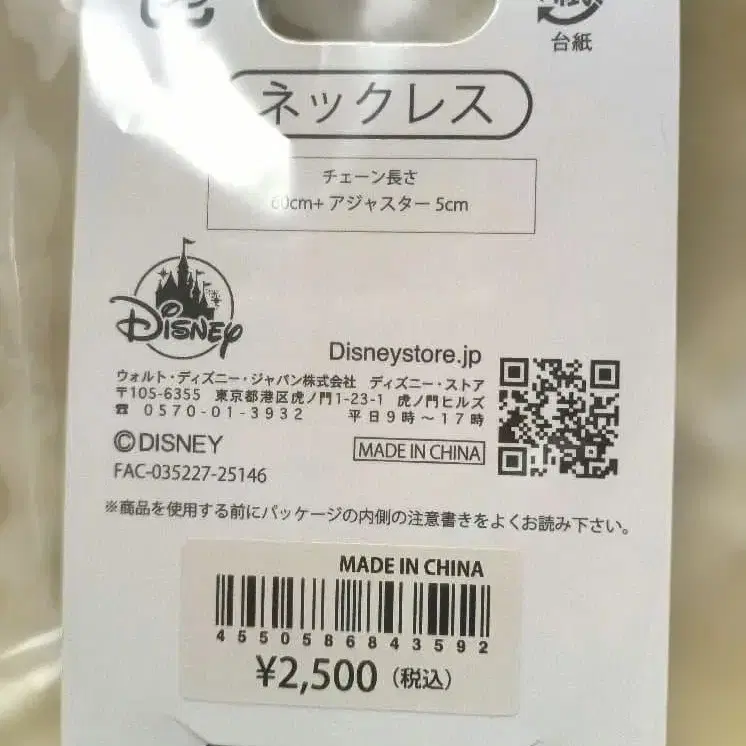 台紙
ネックレス
チェーン長さ
60cm+ アジャスター 5cm
DISNEY
Disneystore.jp
ウォルト・ディズニー・ジャパン株式会社 ディズニー・ストア
〒105-6355 東京都港区虎ノ門1-23-1 虎ノ門ヒルズ
☎ 0570-01-3932 平日9時〜17時
©DISNEY
MADE IN CHINA
FAC-035227-25146
※商品を使用する前にパッケージの内側の注意書きをよくお読み下さい。
MADE IN CHINA
4550586843592
¥2,500（税込）